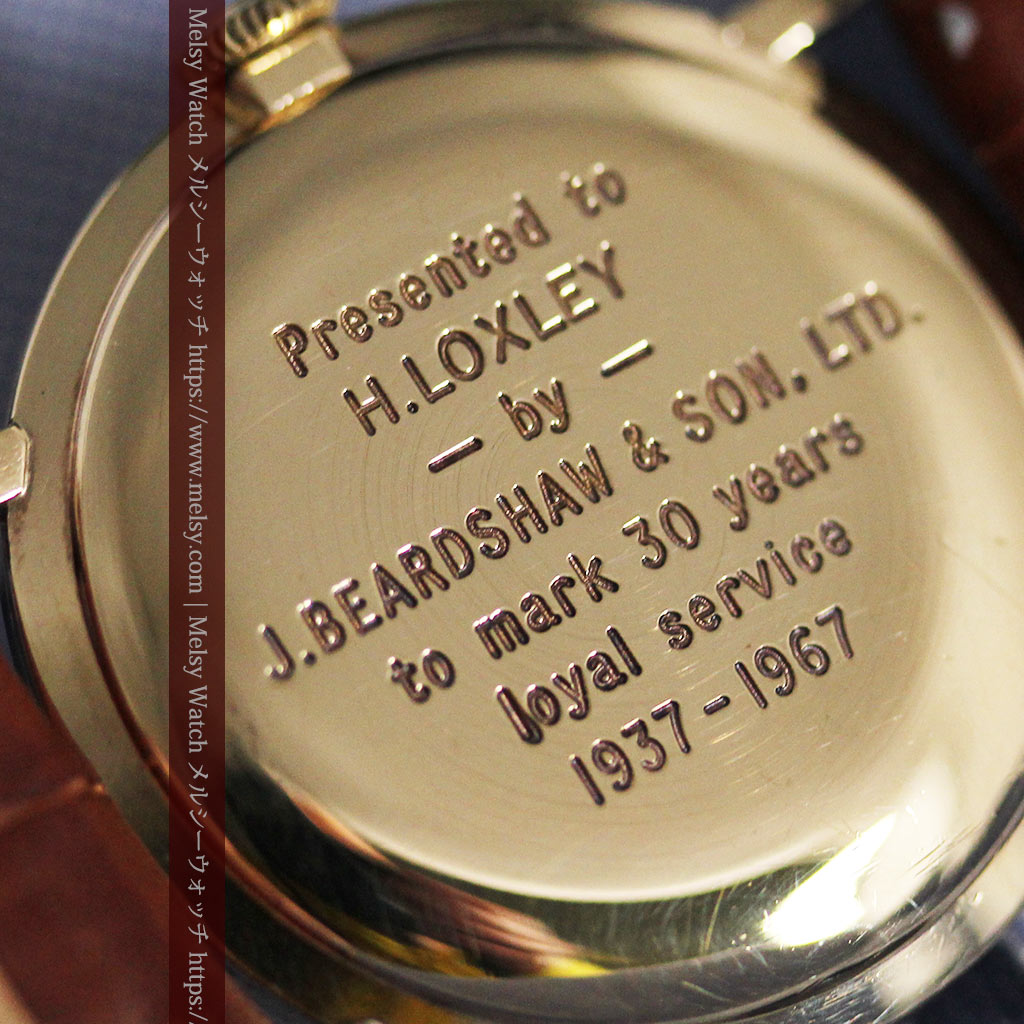 Presented to
H.LOXLEY
— by —
J.BEARDSHAW & SON, LTD.
to mark 30 years
loyal service
1937-1967
Melsy Watch メルシーウォッチ https://www.melsy.com | Melsy Watch メルシーウォッチ https:/